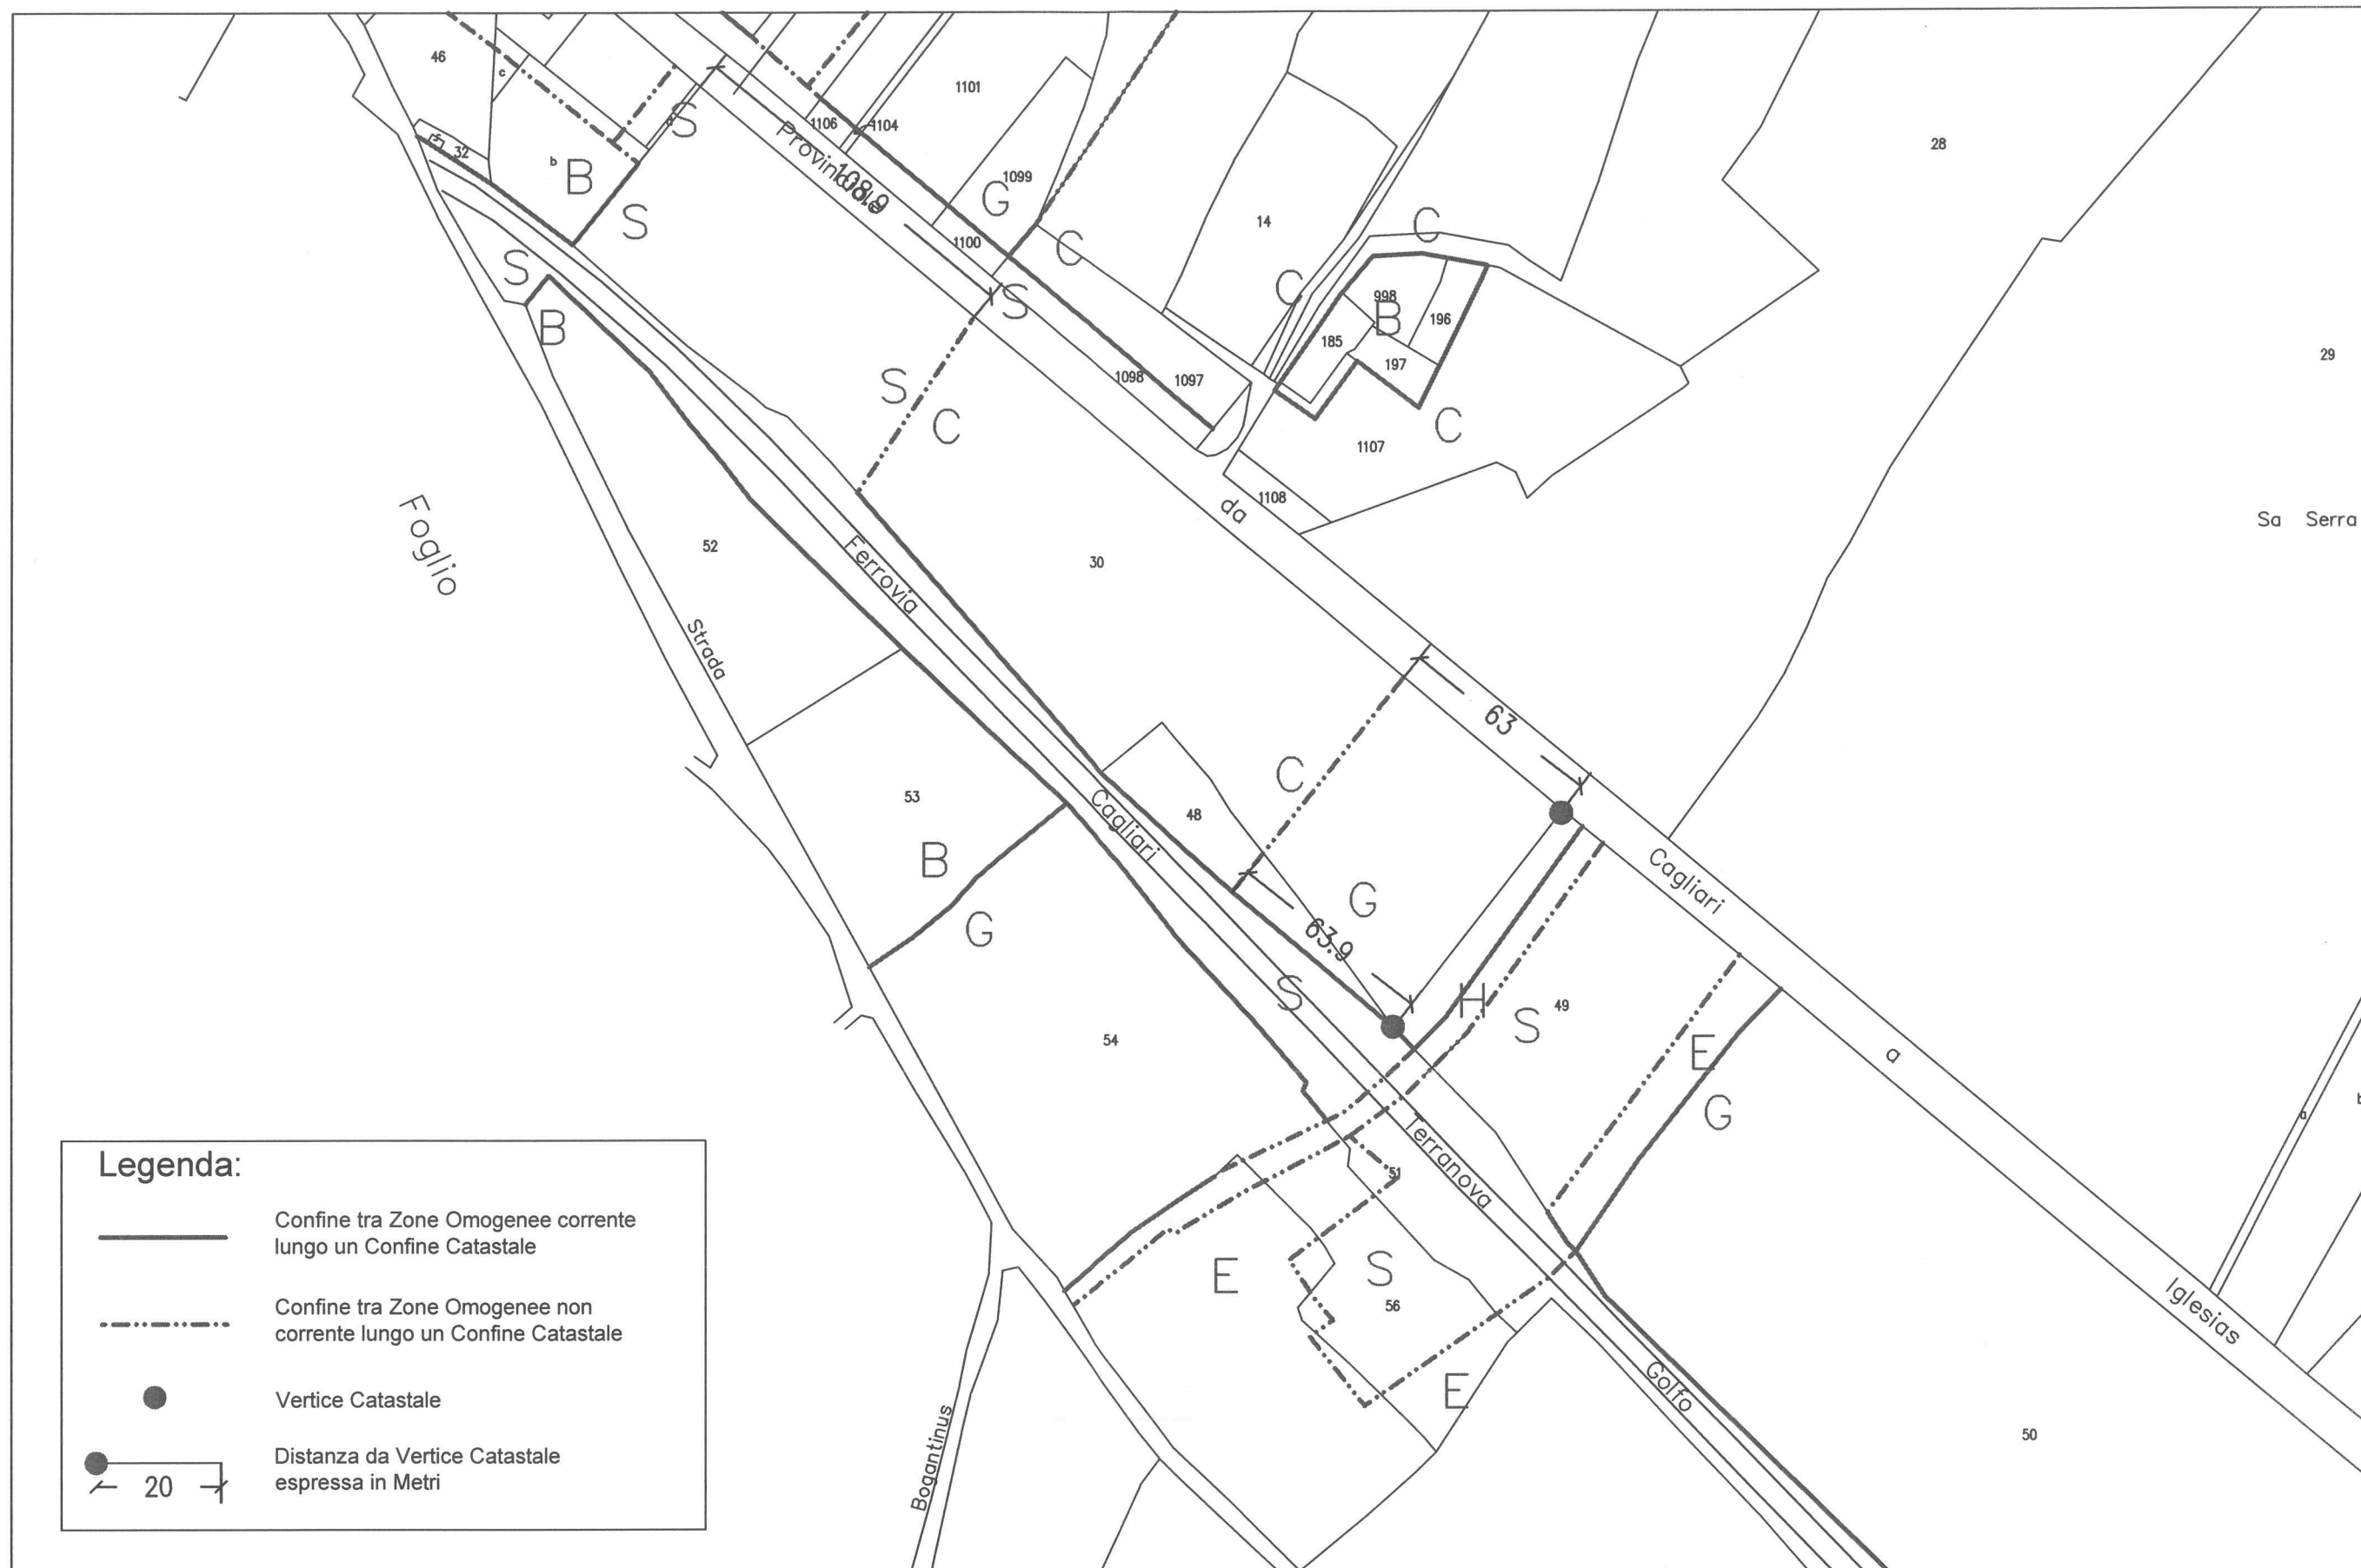 46
c
1101
28
1106
1104
S
a
32
b
B
Provinciale
108.9
1099
G
S
1100
14
C
C
S
C
S
B
998
B
196
29
185
197
1098
1097
S
C
C
1107
Foglio
1108
da
Sa Serra
52
Ferrovia
30
Strada
63
C
53
Cagliari
48
B
Cagliari
G
G
63.9
S
H
49
S
54
E
a
G
a
b
Terranova
51
E
S
56
Iglesias
E
Golfo
50
Bogantinus
Legenda:
Confine tra Zone Omogenee corrente
lungo un Confine Catastale
Confine tra Zone Omogenee non
corrente lungo un Confine Catastale
Vertice Catastale
Distanza da Vertice Catastale
espressa in Metri
20